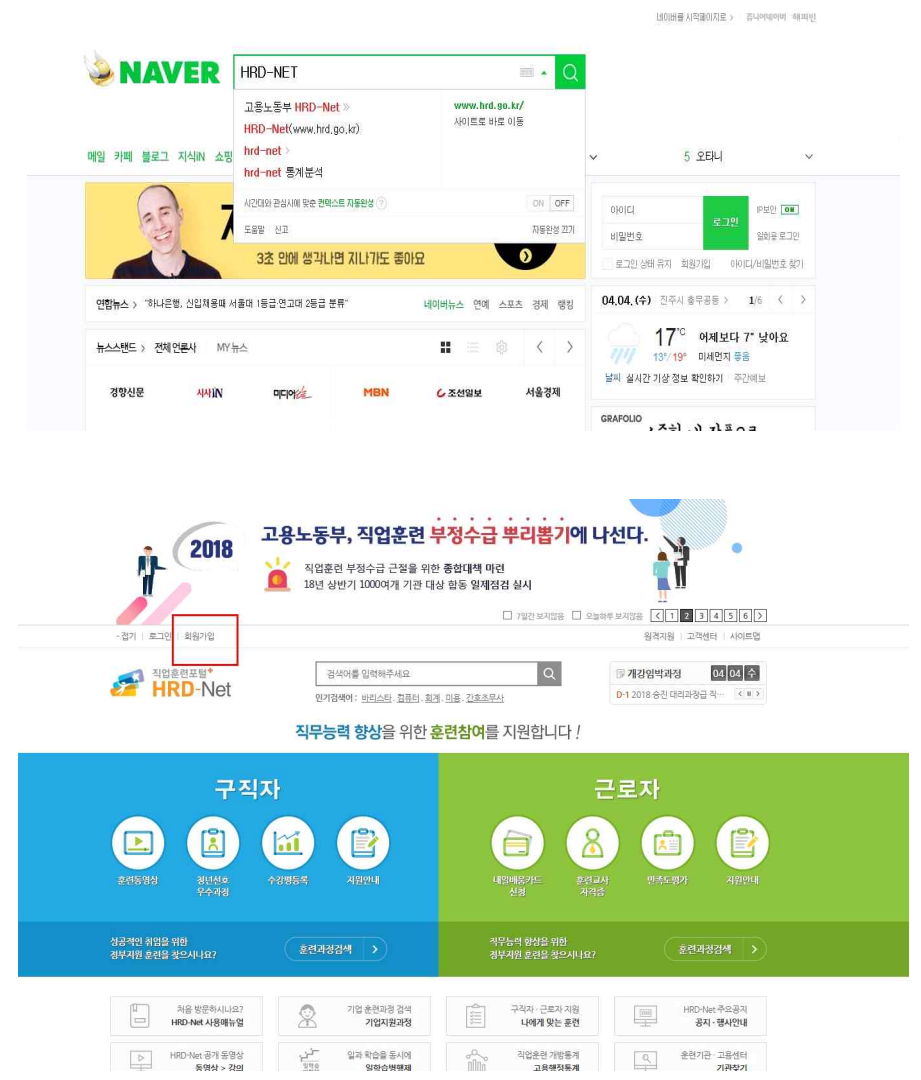 네이버를 시작페이지로 > 쥬니어네이버 해피빈
NAVER
HRD-NET
고용노동부 HRD-Net »
HRD-Net(www.hrd.go.kr)
hrd-net >
hrd-net 통계분석
www.hrd.go.kr/
사이트로 바로 이동
시간대와 관심사에 맞춘 컨텍스트 자동완성 ?
ON OFF
도움말 신고
자동완성 끄기
메일 카페 블로그 지식iN 쇼핑
5 오타니
3초 안에 생각나면 지나가도 좋아요
아이디
비밀번호
로그인
IP보안 ON
일회용 로그인
로그인 상태 유지 회원가입 아이디/비밀번호 찾기
연합뉴스 > "하나은행, 신입채용때 서울대 1등급·연고대 2등급 분류"
네이버뉴스 연예 스포츠 경제 랭킹
04.04.(수) 진주시 충무공동 > 1/6 < >
17℃ 어제보다 7° 낮아요
13°/19° 미세먼지 좋음
날씨 실시간 기상 정보 확인하기 주간예보
뉴스스탠드 > 전체 언론사 MY 뉴스
경향신문 시사IN 미디어 MBN 조선일보 서울경제
GRAFOLIO
2018
고용노동부, 직업훈련 부정수급 뿌리뽑기에 나선다.
직업훈련 부정수급 근절을 위한 종합대책 마련
18년 상반기 1000여개 기관 대상 합동 일제점검 실시
7일간 보지않음 오늘하루 보지않음 < 1 2 3 4 5 6 >
- 접기 로그인 회원가입
원격지원 고객센터 사이트맵
직업훈련포털+
HRD-Net
검색어를 입력해주세요
인기검색어 : 바리스타, 컴퓨터, 회계, 미용, 간호조무사
개강임박과정 04 04 수
D-1 2018 승진 대리과정급 직…
직무능력 향상을 위한 훈련참여를 지원합니다 !
구직자
훈련동영상
청년선호
우수과정
수강평등록
지원안내
성공적인 취업을 위한
정부지원 훈련을 찾으시나요?
훈련과정검색 >
근로자
내일배움카드
신청
훈련교사
자격증
만족도평가
지원안내
직무능력 향상을 위한
정부지원 훈련을 찾으시나요?
훈련과정검색 >
처음 방문하시나요?
HRD-Net 사용매뉴얼
기업 훈련과정 검색
기업지원과정
구직자 · 근로자 지원
나에게 맞는 훈련
HRD-Net 주요공지
공지 · 행사안내
HRD-Net 공개 동영상
동영상 > 강의
일과 학습을 동시에
일학습병행제
직업훈련 개방통계
고용행정통계
훈련기관 · 고용센터
기관찾기